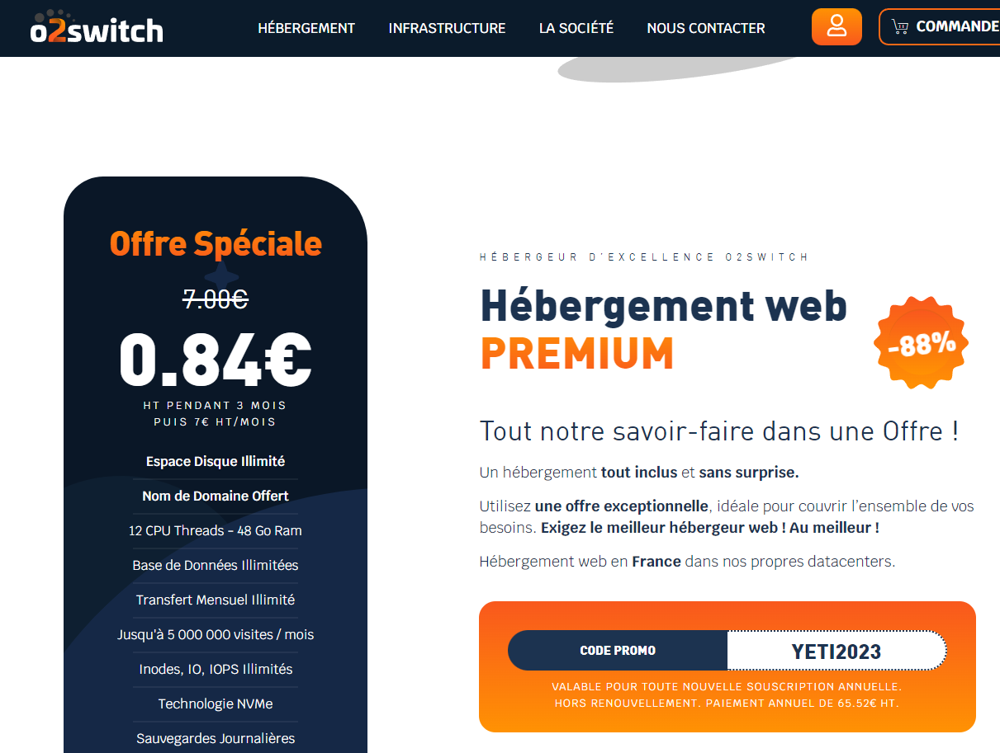 o2switch
HÉBERGEMENT
INFRASTRUCTURE
LA SOCIÉTÉ
NOUS CONTACTER
COMMANDE
Offre Spéciale
7.00€
0.84€
HT PENDANT 3 MOIS
PUIS 7€ HT/MOIS
Espace Disque Illimité
Nom de Domaine Offert
12 CPU Threads - 48 Go Ram
Base de Données Illimitées
Transfert Mensuel Illimité
Jusqu'à 5 000 000 visites / mois
Inodes, IO, IOPS Illimités
Technologie NVMe
Sauvegardes Journalières
HÉBERGEUR D'EXCELLENCE O2SWITCH
Hébergement web
PREMIUM
-88%
Tout notre savoir-faire dans une Offre !
Un hébergement tout inclus et sans surprise.
Utilisez une offre exceptionnelle, idéale pour couvrir l'ensemble de vos
besoins. Exigez le meilleur hébergeur web ! Au meilleur !
Hébergement web en France dans nos propres datacenters.
CODE PROMO
YETI2023
VALABLE POUR TOUTE NOUVELLE SOUSCRIPTION ANNUELLE.
HORS RENOUVELLEMENT. PAIEMENT ANNUEL DE 65.52€ HT.